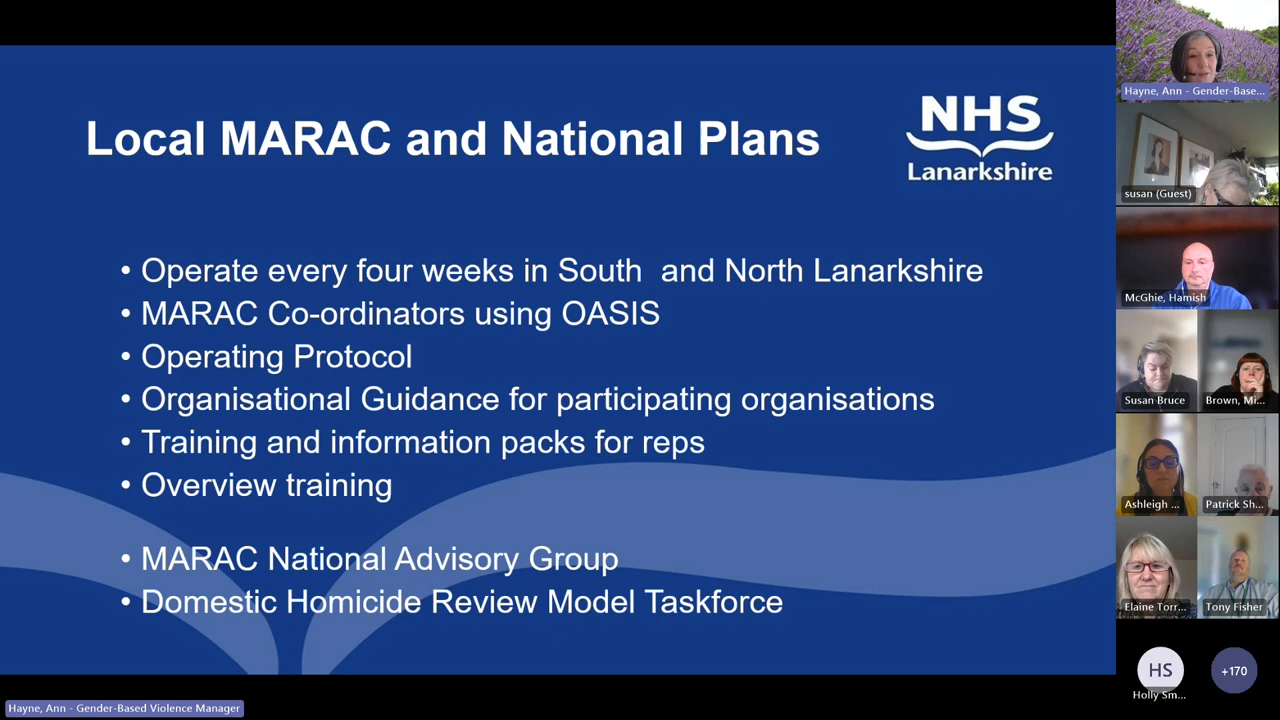 Local MARAC and National Plans
NHS
Lanarkshire
• Operate every four weeks in South  and North Lanarkshire
• MARAC Co-ordinators using OASIS
• Operating Protocol
• Organisational Guidance for participating organisations
• Training and information packs for reps
• Overview training
• MARAC National Advisory Group
• Domestic Homicide Review Model Taskforce
Hayne, Ann - Gender-Based Violence Manager
Hayne, Ann - Gender-Base...
susan (Guest)
McGhie, Hamish
Susan Bruce
Brown, Mi...
Ashleigh ...
Patrick Sh...
Elaine Torr...
Tony Fisher
HS
Holly Sm...
+170